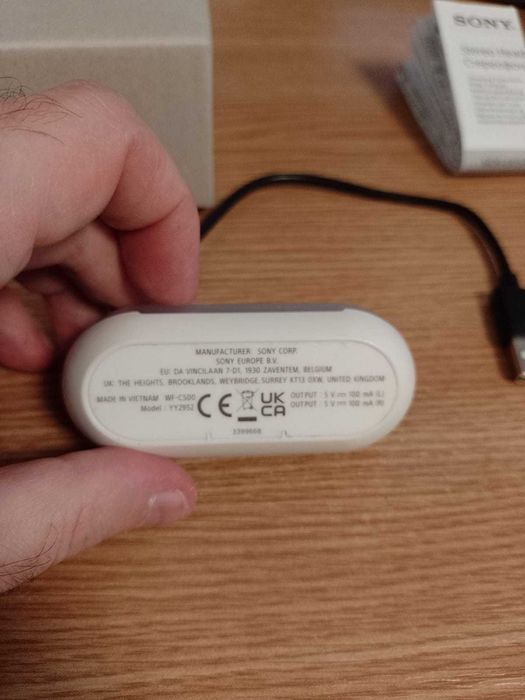 SONY
MANUFACTURER: SONY CORP.
SONY EUROPE B.V.
EU: DA VINCILAAN 7-D1, 1930 ZAVENTEM, BELGIUM
UK: THE HEIGHTS, BROOKLANDS, WEYBRIDGE, SURREY KT13 0XW, UNITED KINGDOM
MADE IN VIETNAM WF-C500
Model : YY2952
CE
UK
CA
OUTPUT : 5 V ⎓ 100 mA (L)
OUTPUT : 5 V ⎓ 100 mA (R)
3399668